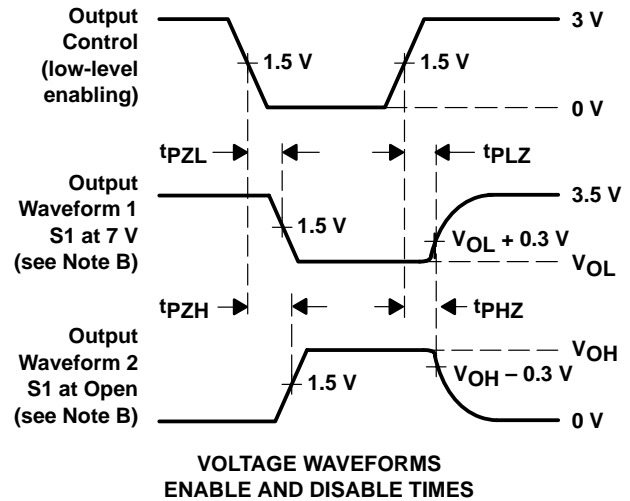 Output
Control
(low-level
enabling)
1.5 V
1.5 V
3 V
0 V
tPZL
tPLZ
Output
Waveform 1
S1 at 7 V
(see Note B)
1.5 V
3.5 V
VOL + 0.3 V
VOL
tPZH
tPHZ
Output
Waveform 2
S1 at Open
(see Note B)
1.5 V
VOH
VOH – 0.3 V
0 V
VOLTAGE WAVEFORMS
ENABLE AND DISABLE TIMES